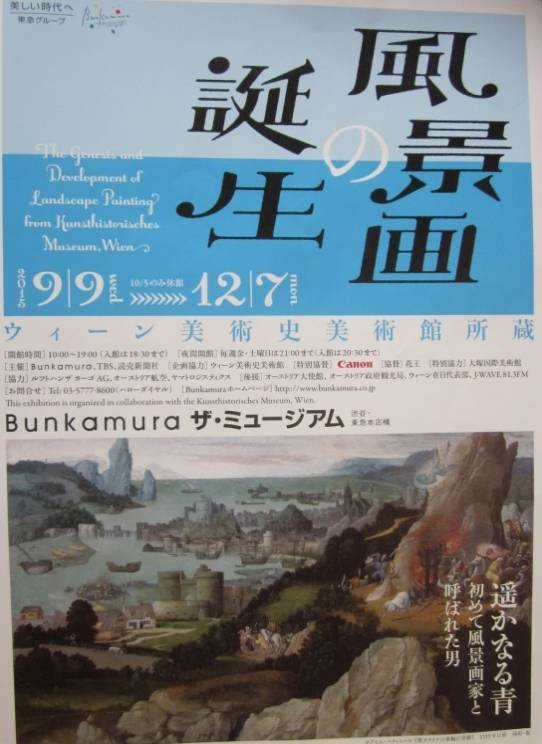 美しい時代へ
東急グループ
Bunkamura
風景画の誕生
The Genesis and
Development of
Landscape Painting
from Kunsthistorisches
Museum, Wien
2015 9|9 wed 10/5のみ休館 »»»» 12|7 mon
ウィーン美術史美術館所蔵
[開館時間] 10:00~19:00(入館は18:30まで) [夜間開館] 毎週金・土曜日は21:00まで(入館は20:30まで)
[主催] Bunkamura、TBS、読売新聞社 [企画協力] ウィーン美術史美術館 [特別協賛] Canon [協賛] 花王 [特別協力] 大塚国際美術館
[協力] ルフトハンザ カーゴ AG、オーストリア航空、ヤマトロジスティクス [後援] オーストリア大使館、オーストリア政府観光局、ウィーン在日代表部、J-WAVE 81.3FM
[お問合せ] Tel: 03-5777-8600(ハローダイヤル) [Bunkamuraホームページ] http://www.bunkamura.co.jp
This exhibition is organized in collaboration with the Kunsthistorisches Museum, Wien.
Bunkamura ザ・ミュージアム 渋谷・
東急本店横
遥かなる青
初めて風景画家と
呼ばれた男